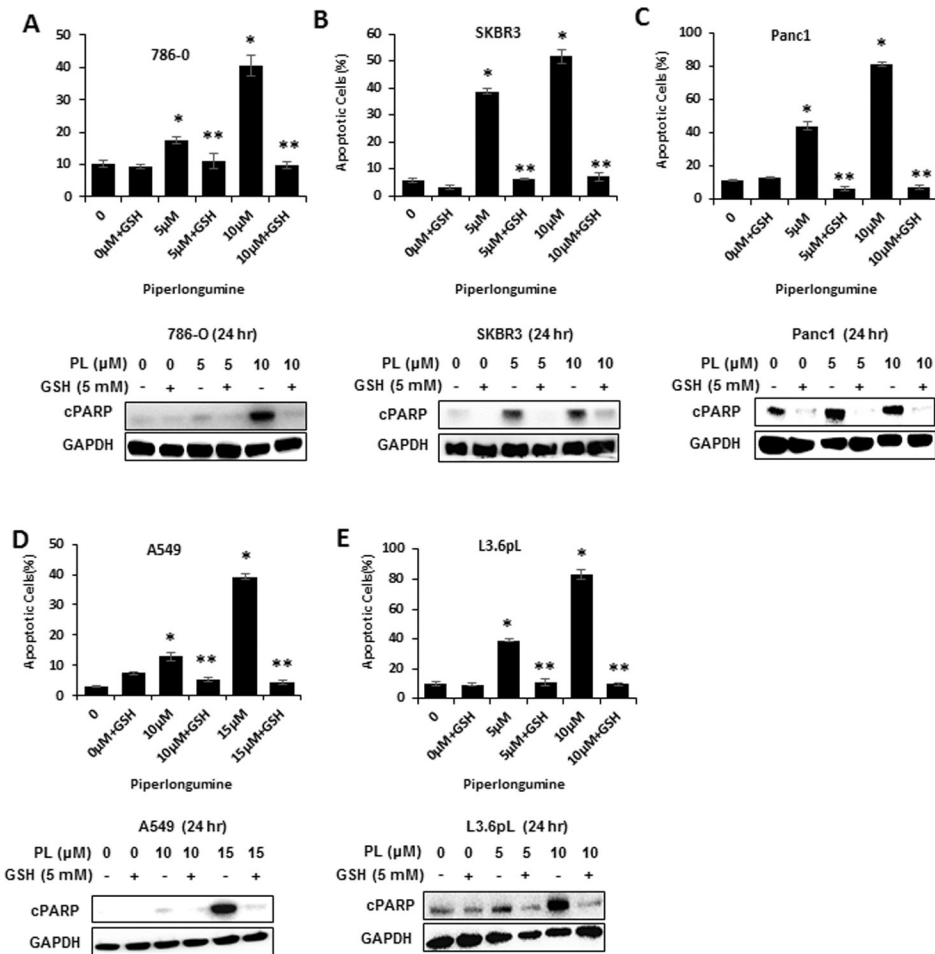 A
786-0
50
40
30
20
10
0
*
*
**
**
0
0µM+GSH
5µM
5µM+GSH
10µM
10µM+GSH
Piperlongumine
786-O (24 hr)
PL (µM) 0 0 5 5 10 10
GSH (5 mM) - + - + - +
cPARP
GAPDH
B
SKBR3
Apoptotic Cells (%)
60
50
40
30
20
10
0
*
*
**
**
0
0µM+GSH
5µM
5µM+GSH
10µM
10µM+GSH
Piperlongumine
SKBR3 (24 hr)
PL (µM) 0 0 5 5 10 10
GSH (5 mM) - + - + - +
cPARP
GAPDH
C
Panc1
Apoptotic Cells (%)
100
80
60
40
20
0
*
*
**
**
0
0µM+GSH
5µM
5µM+GSH
10µM
10µM+GSH
Piperlongumine
Panc1 (24 hr)
PL (µM) 0 0 5 5 10 10
GSH (5 mM) - + - + - +
cPARP
GAPDH
D
A549
Apoptotic Cells(%)
50
40
30
20
10
0
*
*
**
**
0
0µM+GSH
10µM
10µM+GSH
15µM
15µM+GSH
Piperlongumine
A549 (24 hr)
PL (µM) 0 0 10 10 15 15
GSH (5 mM) - + - + - +
cPARP
GAPDH
E
L3.6pL
Apoptotic Cells(%)
100
80
60
40
20
0
*
*
**
**
0
0µM+GSH
5µM
5µM+GSH
10µM
10µM+GSH
Piperlongumine
L3.6pL (24 hr)
PL (µM) 0 0 5 5 10 10
GSH (5 mM) - + - + - +
cPARP
GAPDH